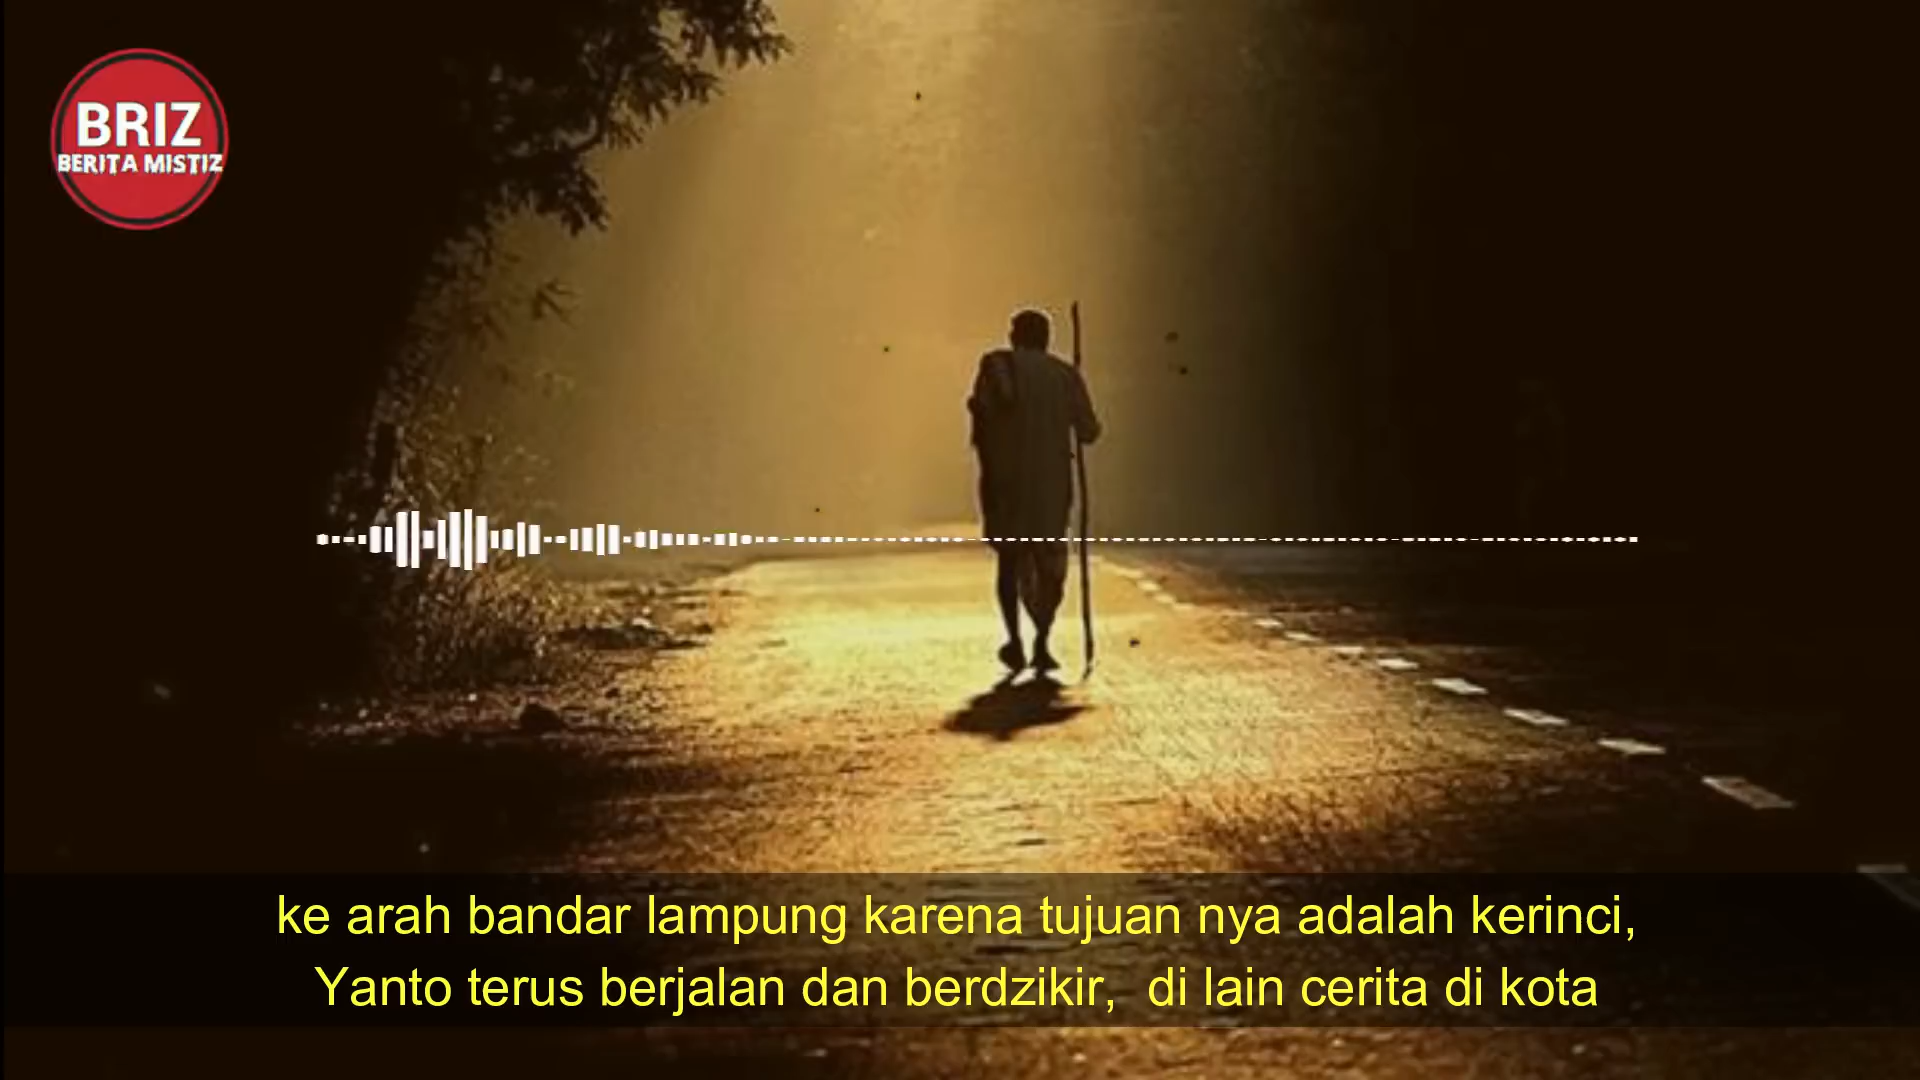 BRIZ
BERITA MISTIZ
ke arah bandar lampung karena tujuan nya adalah kerinci,
Yanto terus berjalan dan berdzikir,  di lain cerita di kota